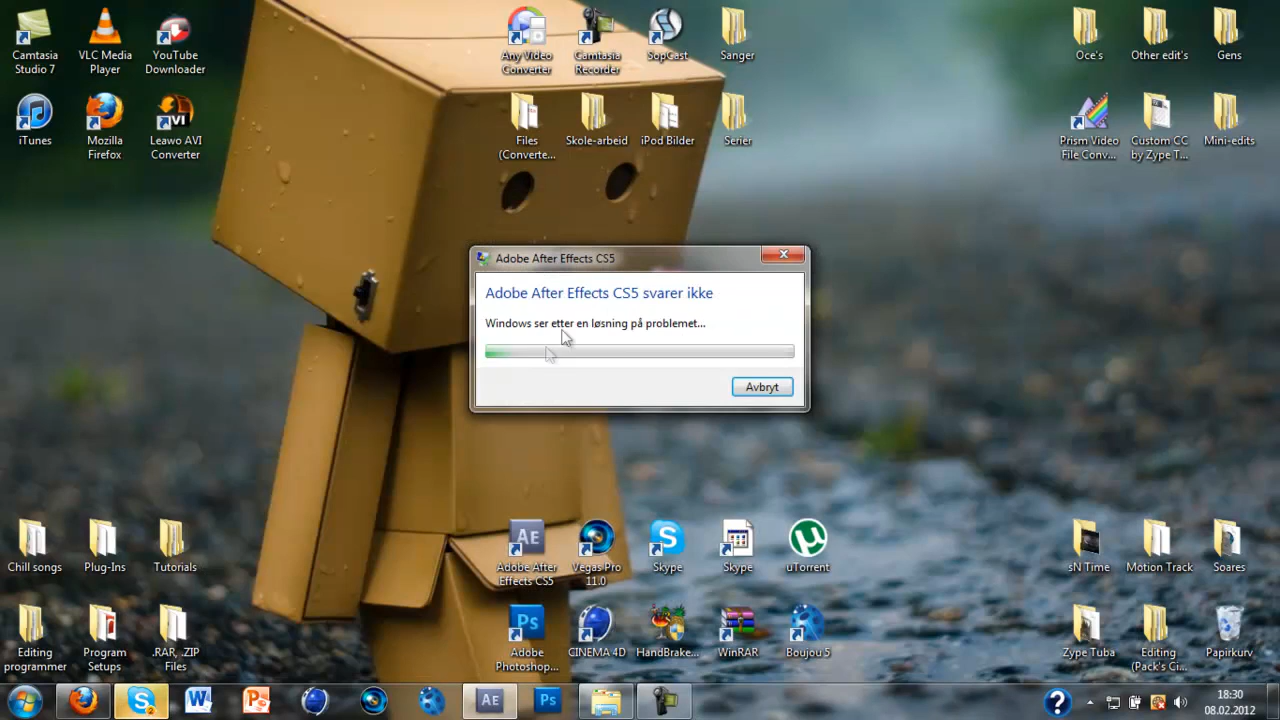 Camtasia
Studio 7
VLC Media
Player
YouTube
Downloader
Any Video
Converter
Camtasia
Recorder
SopCast
Sanger
Oce's
Other edit's
Gens
iTunes
Mozilla
Firefox
Leawo AVI
Converter
Files
(Converte...
Skole-arbeid
iPod Bilder
Serier
Prism Video
File Conv...
Custom CC
by Zype T...
Mini-edits
Adobe After Effects CS5
Adobe After Effects CS5 svarer ikke
Windows ser etter en løsning på problemet...
Avbryt
Chill songs
Plug-Ins
Tutorials
Adobe After
Effects CS5
Vegas Pro
11.0
Skype
Skype
uTorrent
sN Time
Motion Track
Soares
Editing
programmer
Program
Setups
.RAR, .ZIP
Files
Adobe
Photoshop...
CINEMA 4D
HandBrake...
WinRAR
Boujou 5
Zype Tuba
Editing
(Pack's Ci...
Papirkurv
18:30
08.02.2012